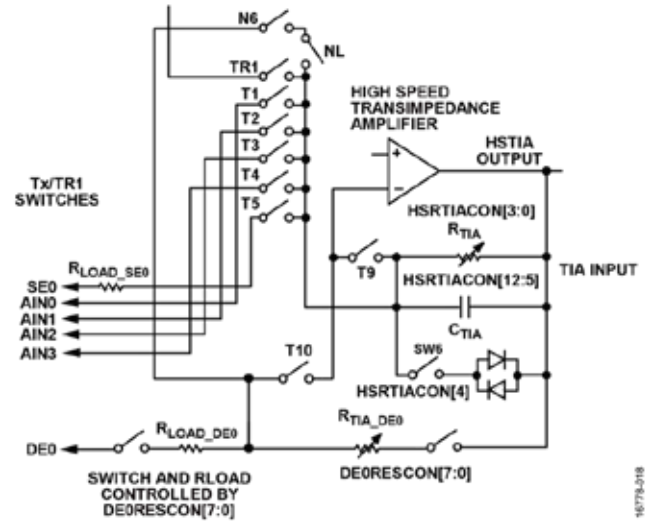 N6
NL
TR1
T1
T2
T3
T4
T5
HIGH SPEED
TRANSIMPEDANCE
AMPLIFIER
+
−
HSTIA
OUTPUT
Tx/TR1
SWITCHES
HSRTIACON[3:0]
RTIA
T9
HSRTIACON[12:5]
TIA INPUT
RLOAD_SE0
SE0
AIN0
AIN1
AIN2
AIN3
CTIA
T10
SW6
HSRTIACON[4]
RLOAD_DE0
RTIA_DE0
DE0
SWITCH AND RLOAD
CONTROLLED BY
DE0RESCON[7:0]
DE0RESCON[7:0]
16778-018